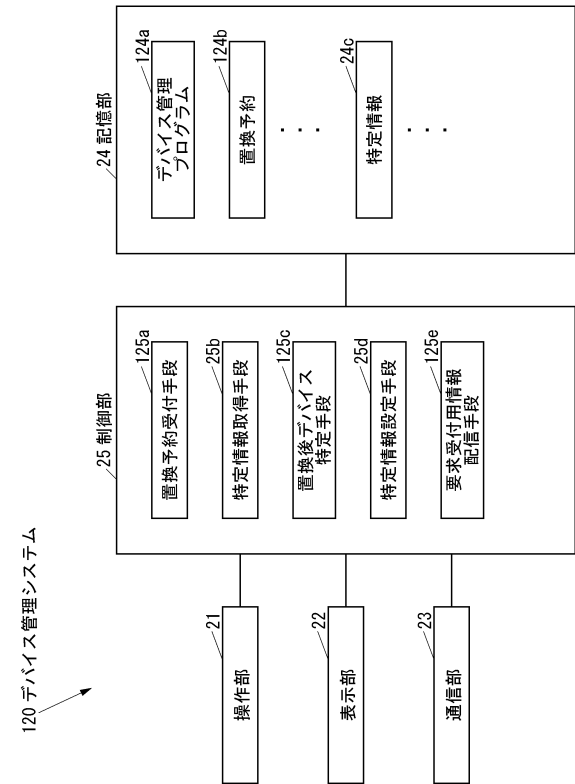 120 デバイス管理システム
21
操作部
22
表示部
23
通信部
25 制御部
125a
置換予約受付手段
25b
特定情報取得手段
125c
置換後デバイス
特定手段
25d
特定情報設定手段
125e
要求受付用情報
配信手段
24 記憶部
124a
デバイス管理
プログラム
124b
置換予約
・・・
24c
特定情報
・・・